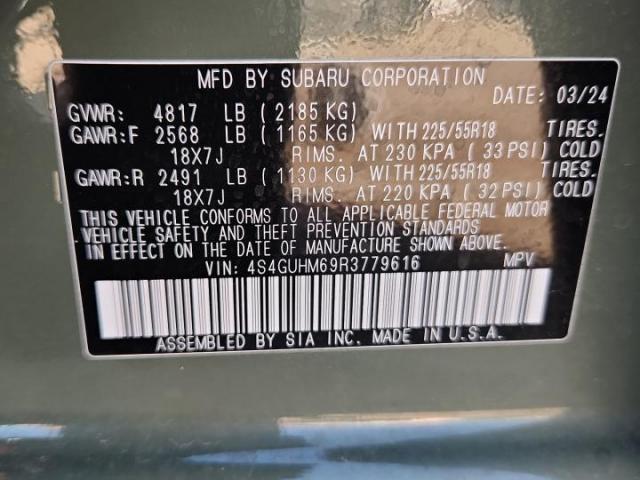 MFD BY SUBARU CORPORATION
DATE: 03/24
GVWR: 4817 LB ( 2185 KG)
GAWR:F 2568 LB ( 1165 KG) WITH 225/55R18 TIRES.
18X7J RIMS. AT 230 KPA ( 33 PSI) COLD
GAWR:R 2491 LB ( 1130 KG) WITH 225/55R18 TIRES.
18X7J RIMS. AT 220 KPA ( 32 PSI) COLD
THIS VEHICLE CONFORMS TO ALL APPLICABLE FEDERAL MOTOR
VEHICLE SAFETY AND THEFT PREVENTION STANDARDS
IN EFFECT ON THE DATE OF MANUFACTURE SHOWN ABOVE.
VIN: 4S4GUHM69R3779616 MPV
ASSEMBLED BY SIA INC. MADE IN U.S.A.